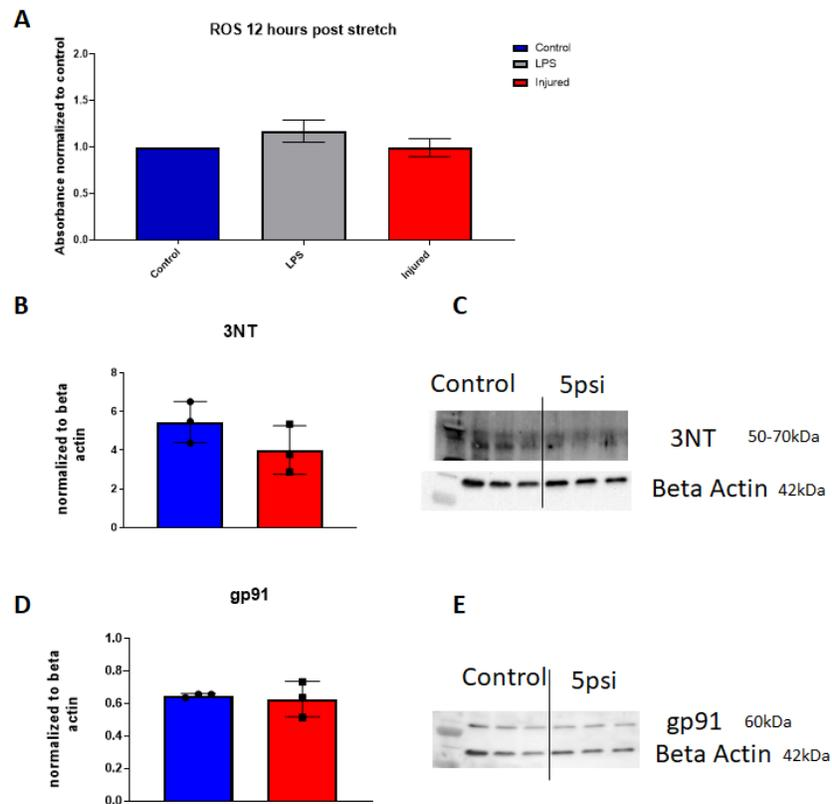 A
ROS 12 hours post stretch
Absorbance normalized to control
2.0
1.5
1.0
0.5
0.0
Control
LPS
Injured
Control
LPS
Injured
B
3NT
normalized to beta
actin
8
6
4
2
0
C
Control
5psi
3NT
50-70kDa
Beta Actin
42kDa
D
gp91
normalized to beta
actin
1.0
0.8
0.6
0.4
0.2
0.0
E
Control
5psi
gp91
60kDa
Beta Actin
42kDa